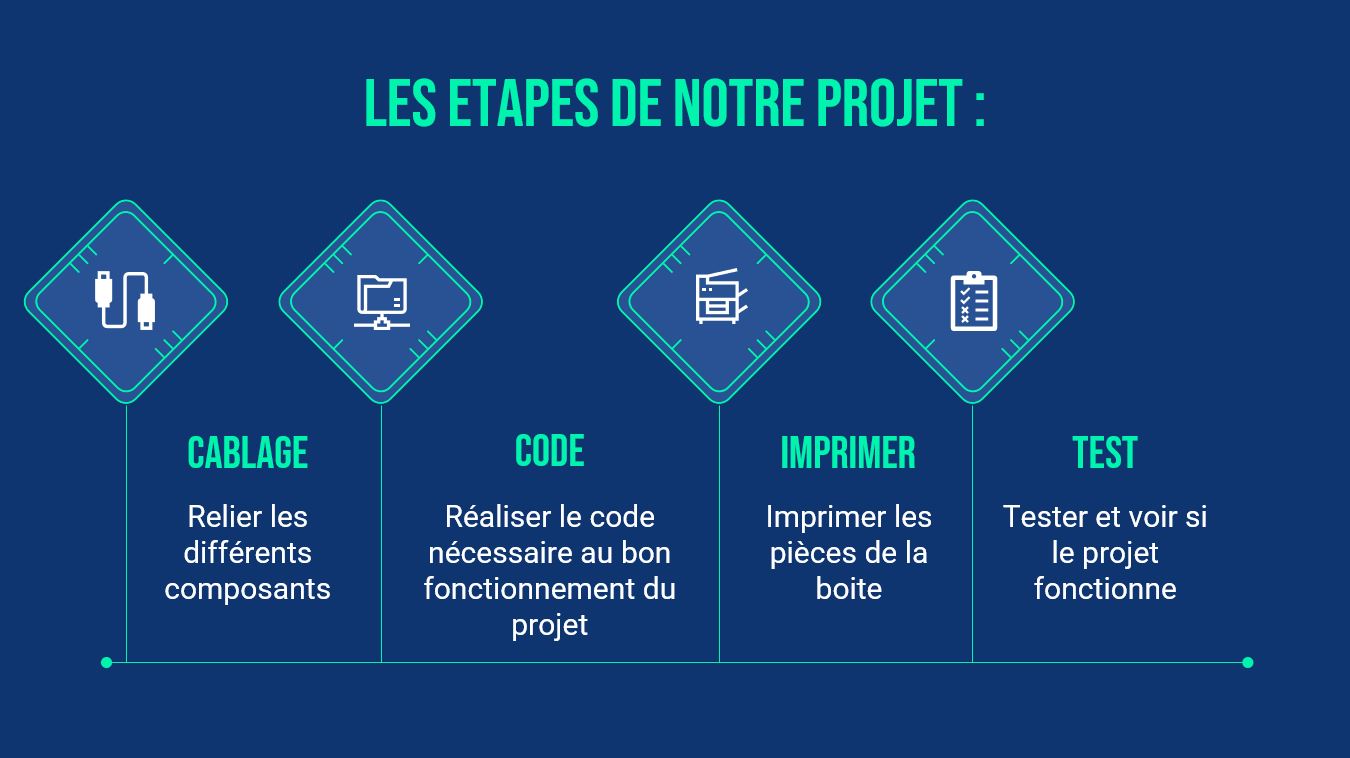 LES ETAPES DE NOTRE PROJET :
CABLAGE
Relier les
différents
composants
CODE
Réaliser le code
nécessaire au bon
fonctionnement du
projet
IMPRIMER
Imprimer les
pièces de la
boite
TEST
Tester et voir si
le projet
fonctionne